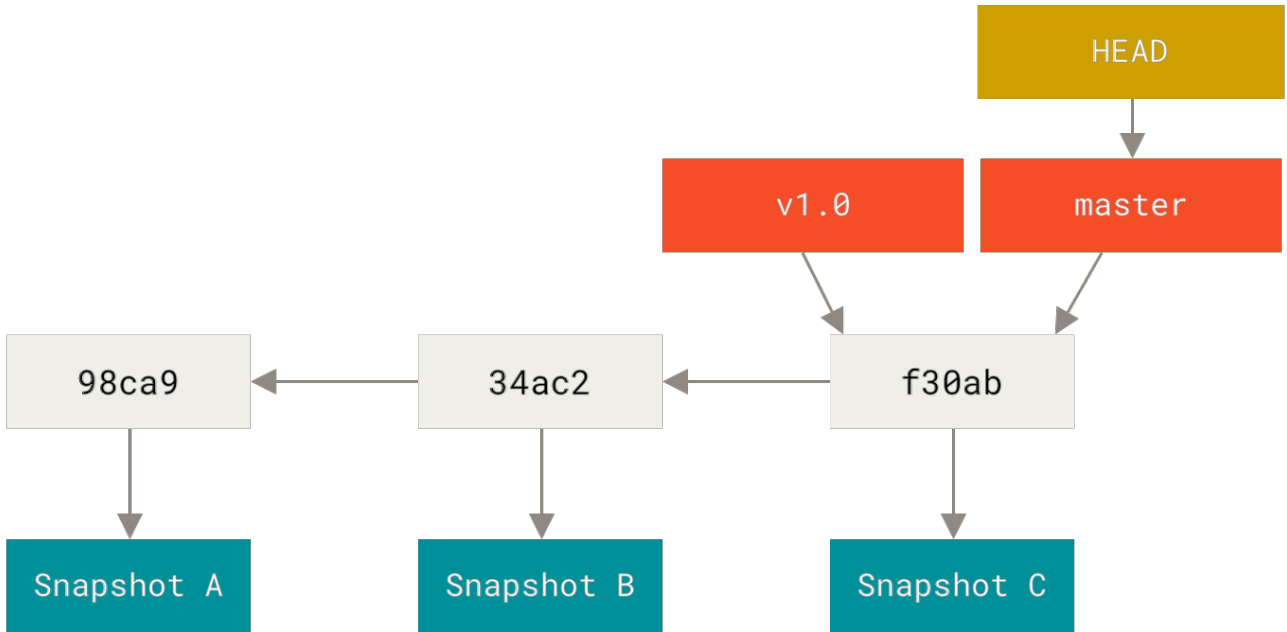 HEAD
v1.0
master
98ca9
34ac2
f30ab
Snapshot A
Snapshot B
Snapshot C